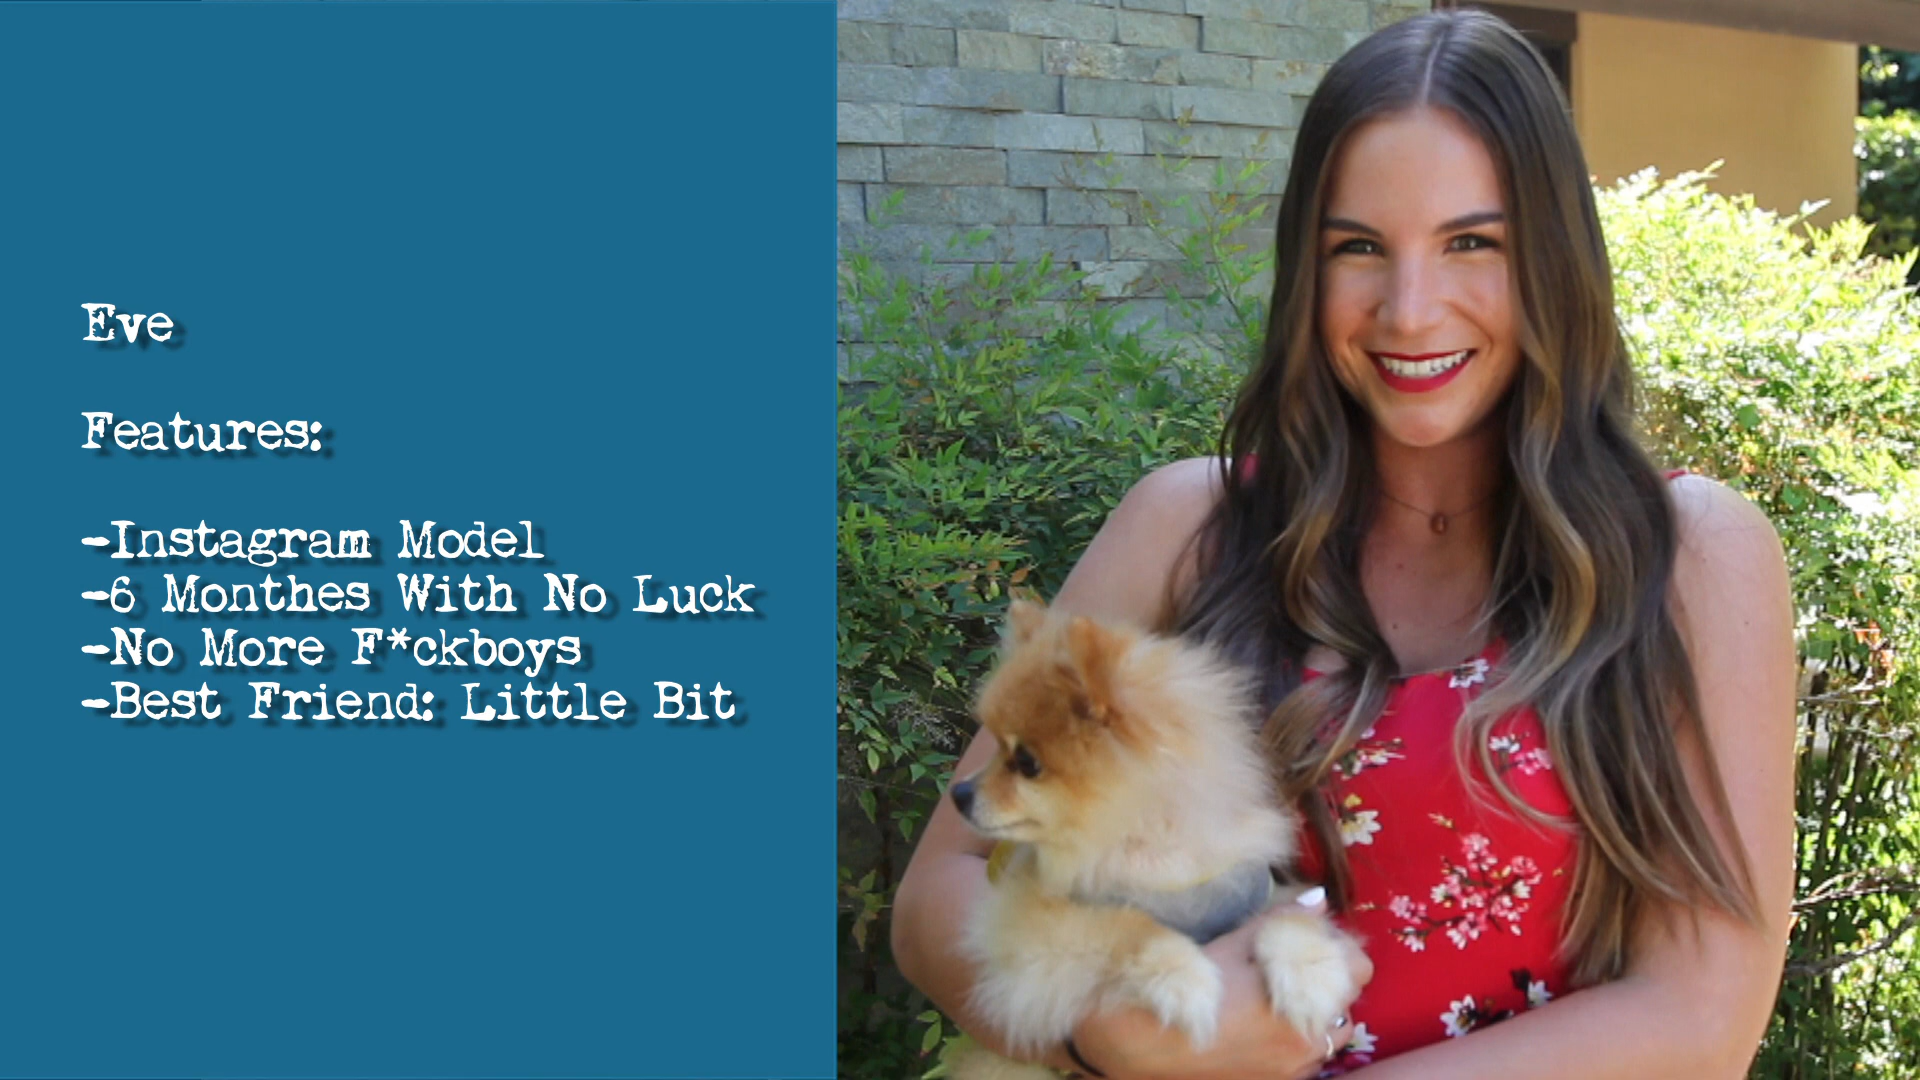 Eve
Features:
-Instagram Model
-6 Monthes With No Luck
-No More F*ckboys
-Best Friend: Little Bit